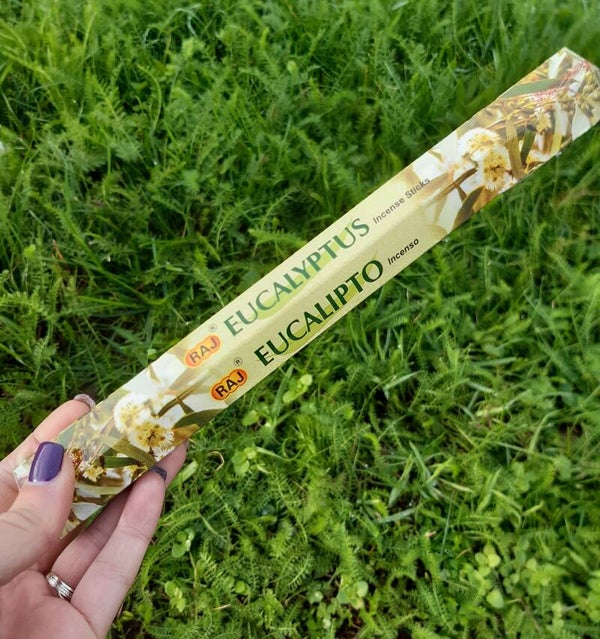 RAJ® EUCALYPTUS Incense Sticks
RAJ® EUCALIPTO Incenso